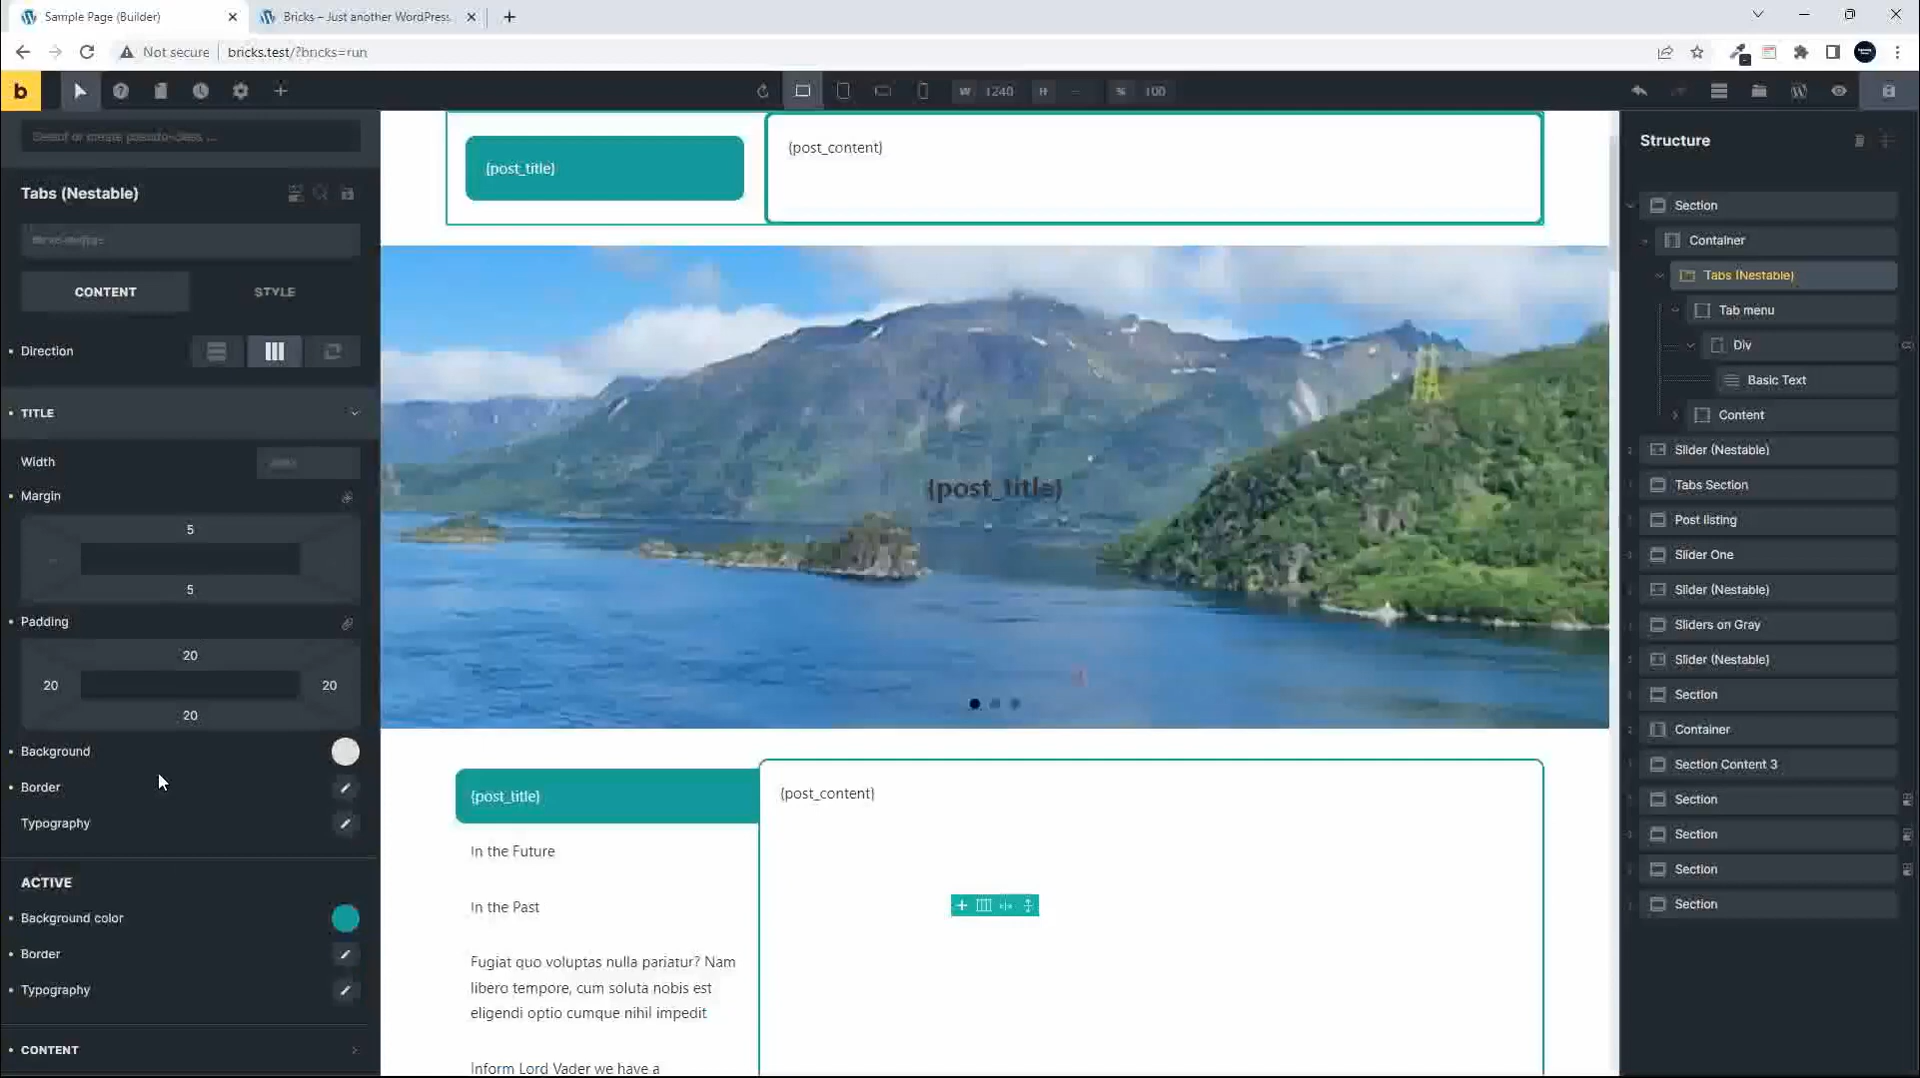 Sample Page (Builder)
Bricks – Just another WordPress
Not secure
bricks.test/?bricks=run
b
W 1240 H % 100
Select or create pseudo-class ...
Tabs (Nestable)
CONTENT
STYLE
Direction
TITLE
Width
Margin
5
5
Padding
20
20
20
20
Background
Border
Typography
ACTIVE
Background color
Border
Typography
CONTENT
{post_title}
{post_content}
{post_title}
{post_title}
{post_content}
In the Future
In the Past
Fugiat quo voluptas nulla pariatur? Nam
libero tempore, cum soluta nobis est
eligendi optio cumque nihil impedit
Inform Lord Vader we have a
Structure
Section
Container
Tabs (Nestable)
Tab menu
Div
Basic Text
Content
Slider (Nestable)
Tabs Section
Post listing
Slider One
Slider (Nestable)
Sliders on Gray
Slider (Nestable)
Section
Container
Section Content 3
Section
Section
Section
Section